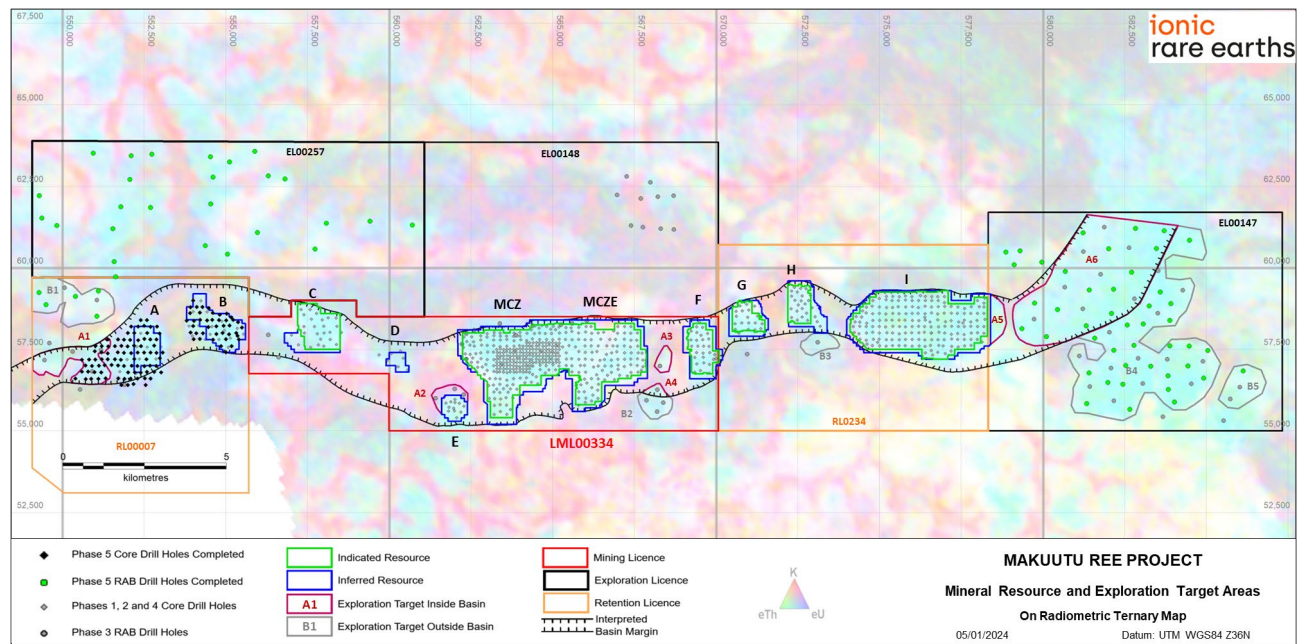 67,500
550,000
552,500
555,000
557,500
560,000
562,500
565,000
567,500
570,000
572,500
575,000
577,500
580,000
582,500
585,000
67,500
ionic
rare earths
65,000
65,000
EL00257
EL00148
62,500
62,500
EL00147
60,000
60,000
A6
B1
A
B
C
D
MCZ
MCZE
F
G
H
I
A1
A3
A5
57,500
57,500
B3
B4
B5
A2
A4
B2
E
55,000
55,000
RL00007
LML00334
RL0234
0
5
kilometres
52,500
52,500
Phase 5 Core Drill Holes Completed
Phase 5 RAB Drill Holes Completed
Phases 1, 2 and 4 Core Drill Holes
Phase 3 RAB Drill Holes
Indicated Resource
Inferred Resource
A1 Exploration Target Inside Basin
B1 Exploration Target Outside Basin
Mining Licence
Exploration Licence
Retention Licence
Interpreted
Basin Margin
K
eTh
eU
MAKUUTU REE PROJECT
Mineral Resource and Exploration Target Areas
On Radiometric Ternary Map
05/01/2024 Datum: UTM WGS84 Z36N